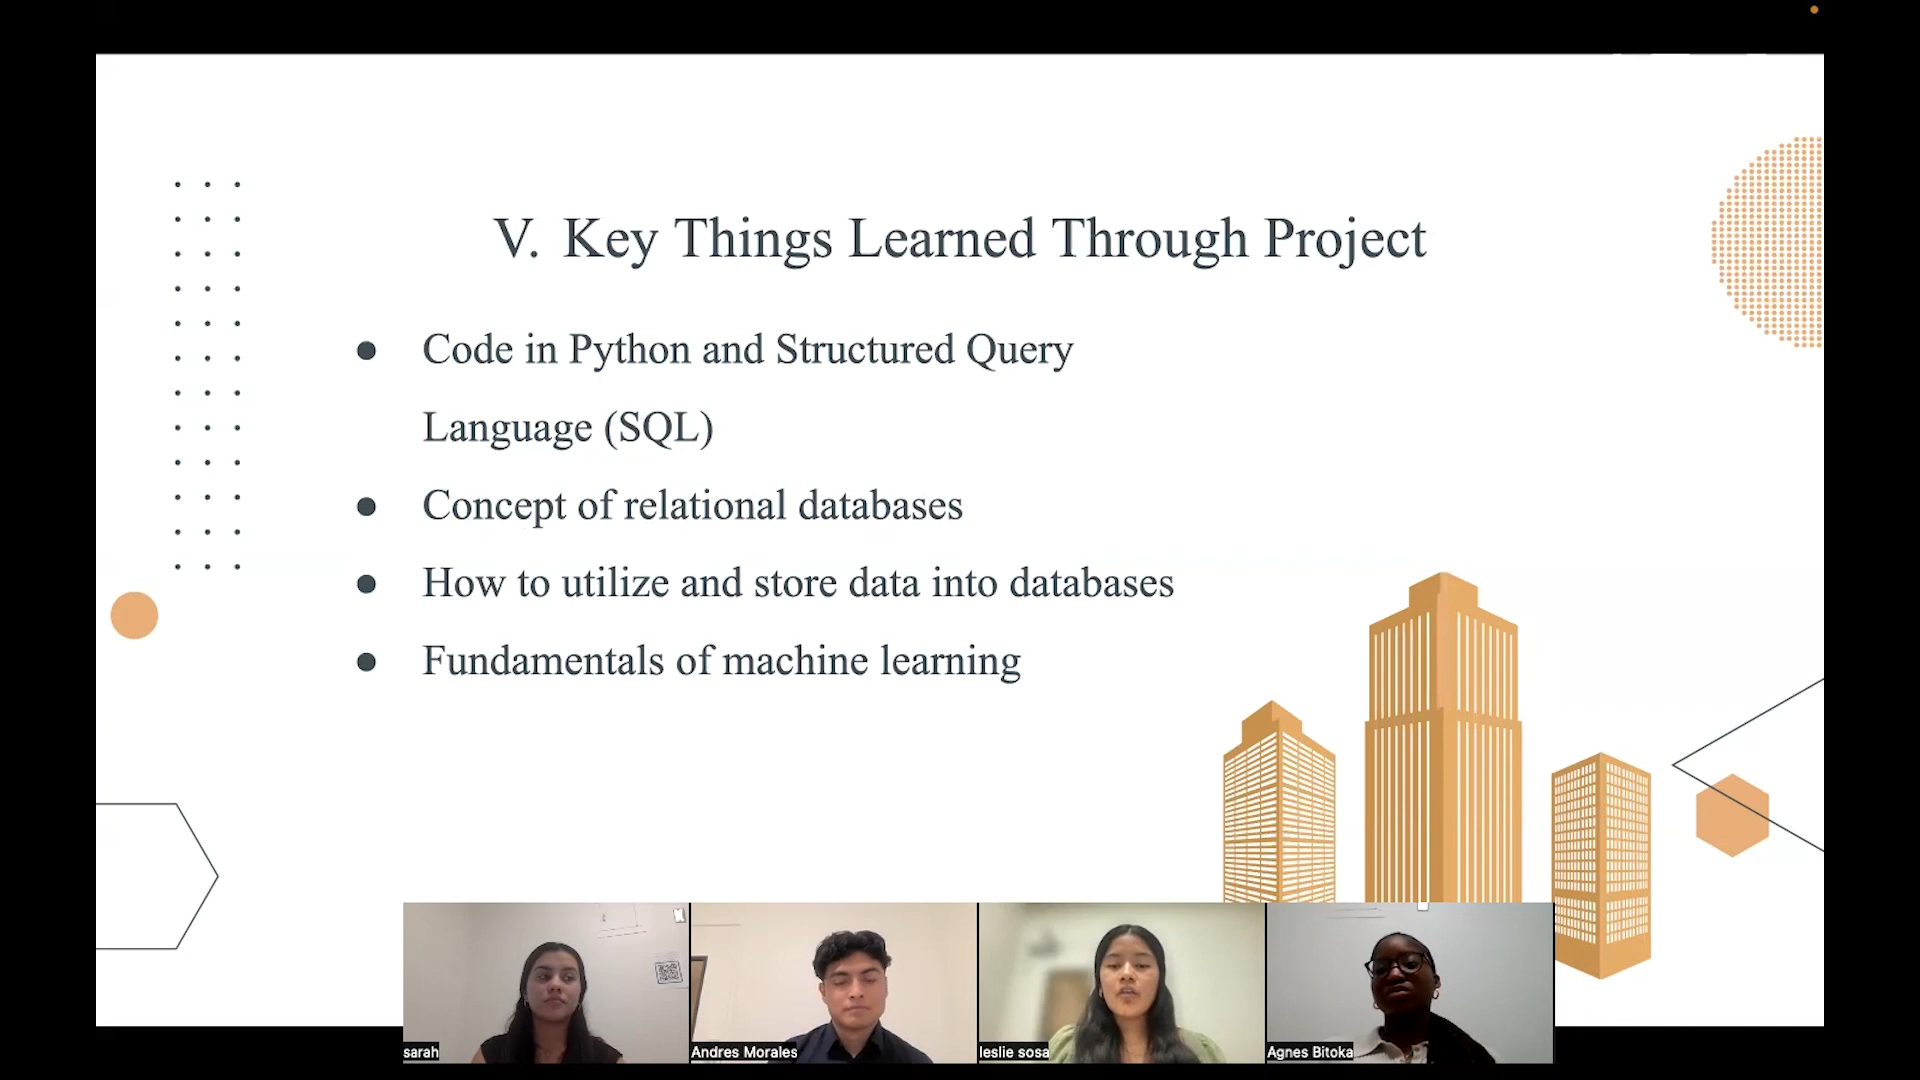 V. Key Things Learned Through Project
● Code in Python and Structured Query
Language (SQL)
● Concept of relational databases
● How to utilize and store data into databases
● Fundamentals of machine learning
sarah
Andres Morales
leslie sosa
Agnes Bitoka